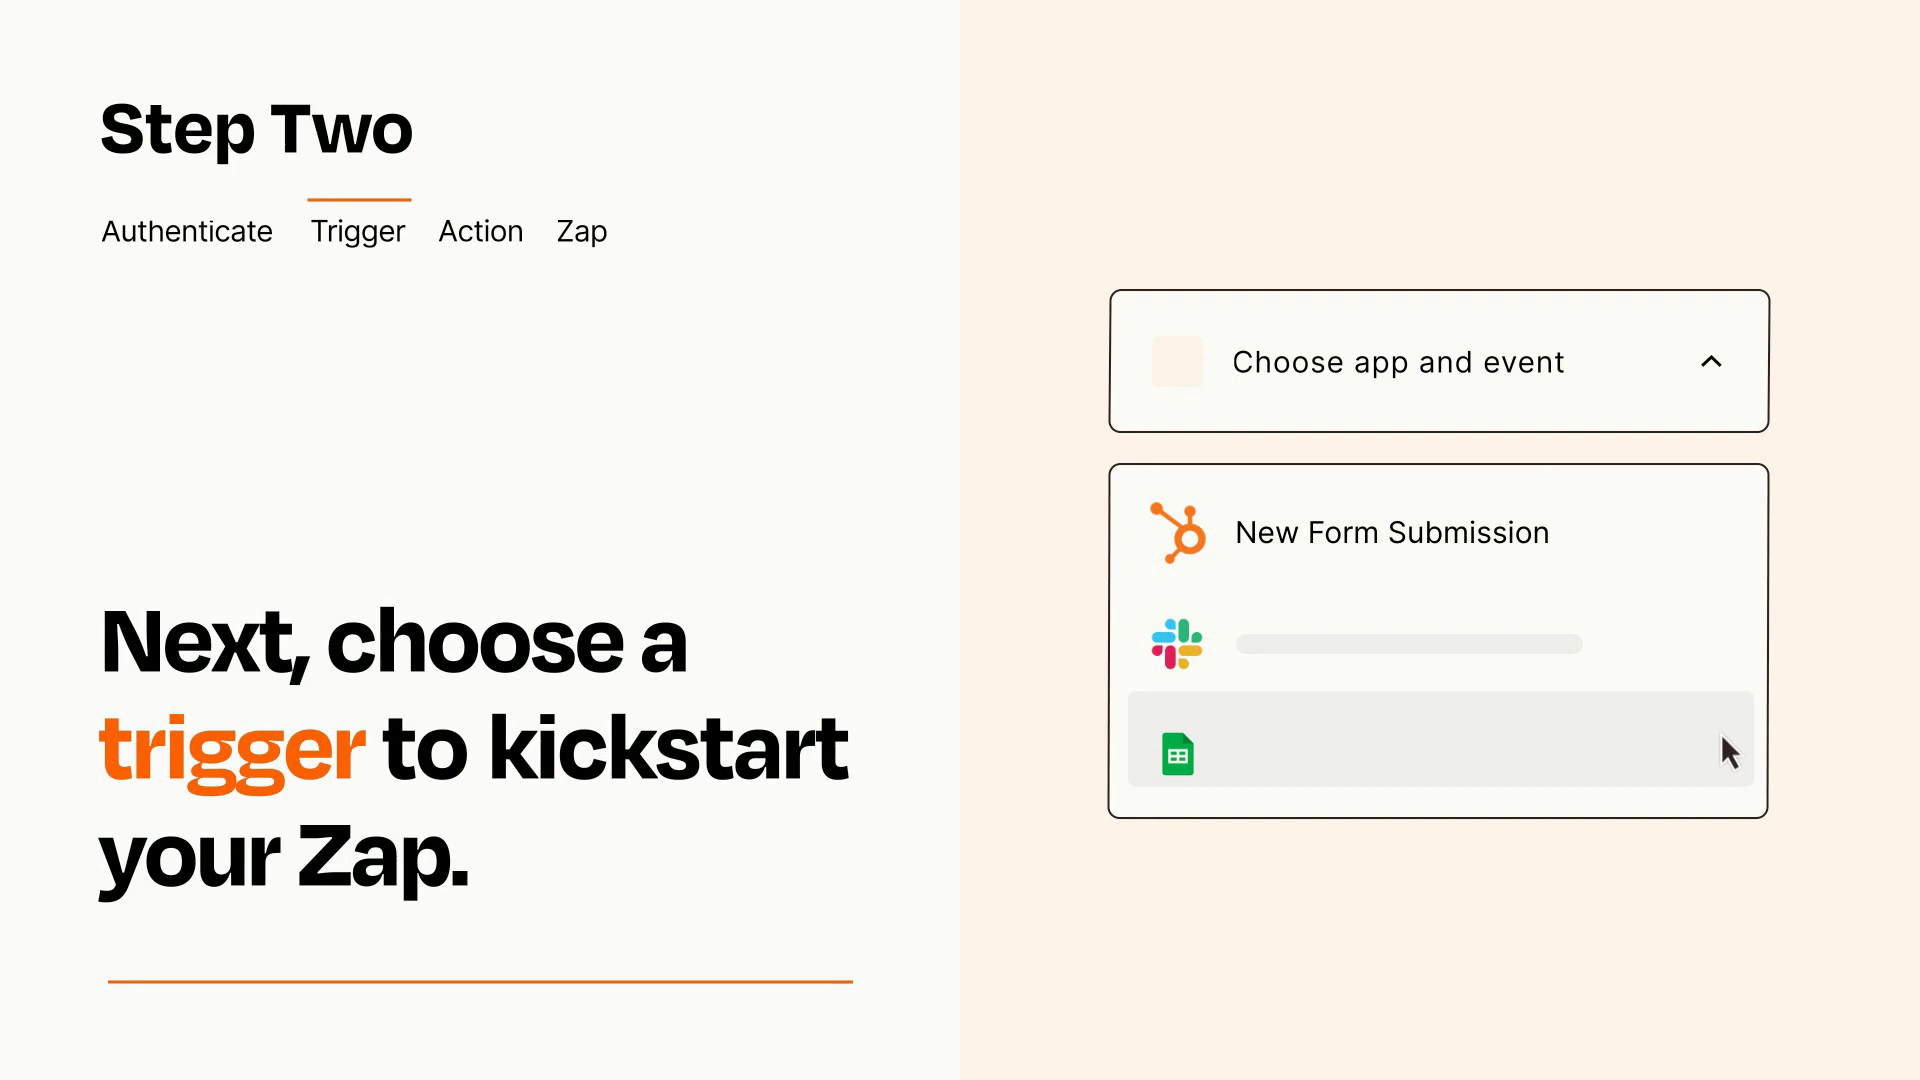 Step Two
Authenticate Trigger Action Zap
Next, choose a
trigger to kickstart
your Zap.
Choose app and event
New Form Submission